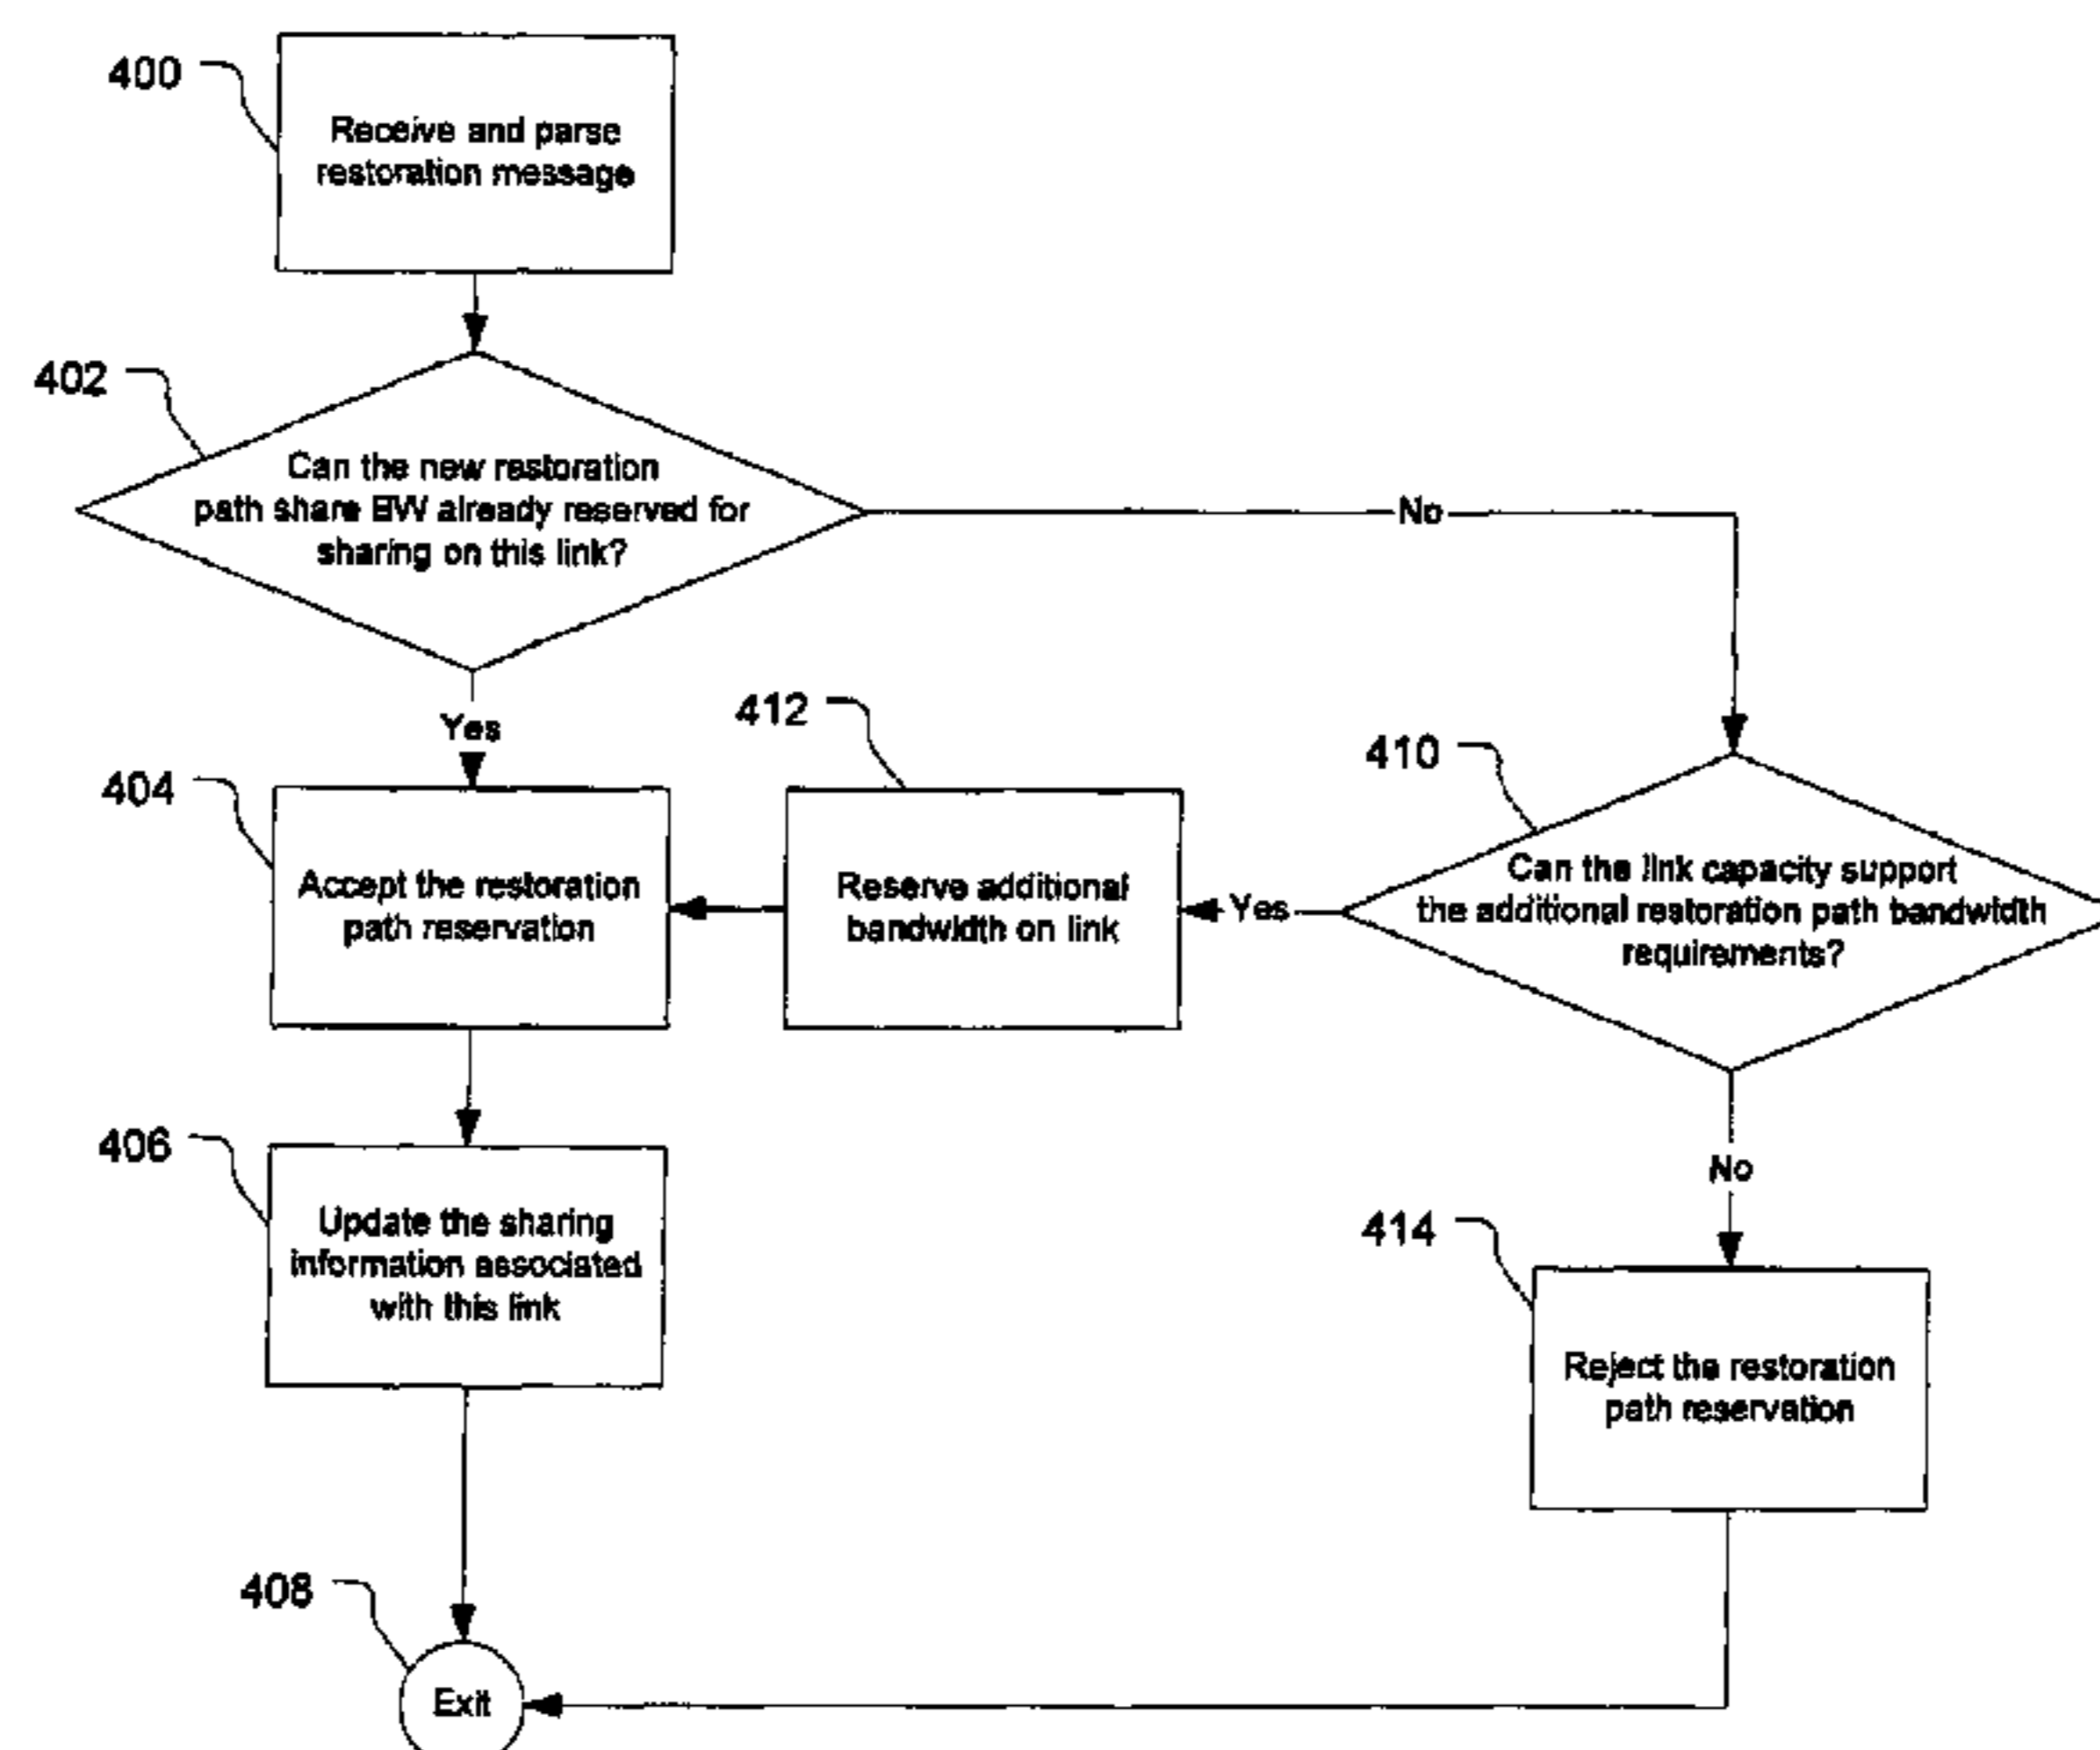 400
Receive and parse
restoration message
402
Can the new restoration
path share BW already reserved for
sharing on this link?
No
Yes
412
410
404
Accept the restoration
path reservation
Reserve additional
bandwidth on link
Yes
Can the link capacity support
the additional restoration path bandwidth
requirements?
406
Update the sharing
information associated
with this link
No
414
Reject the restoration
path reservation
408
Exit